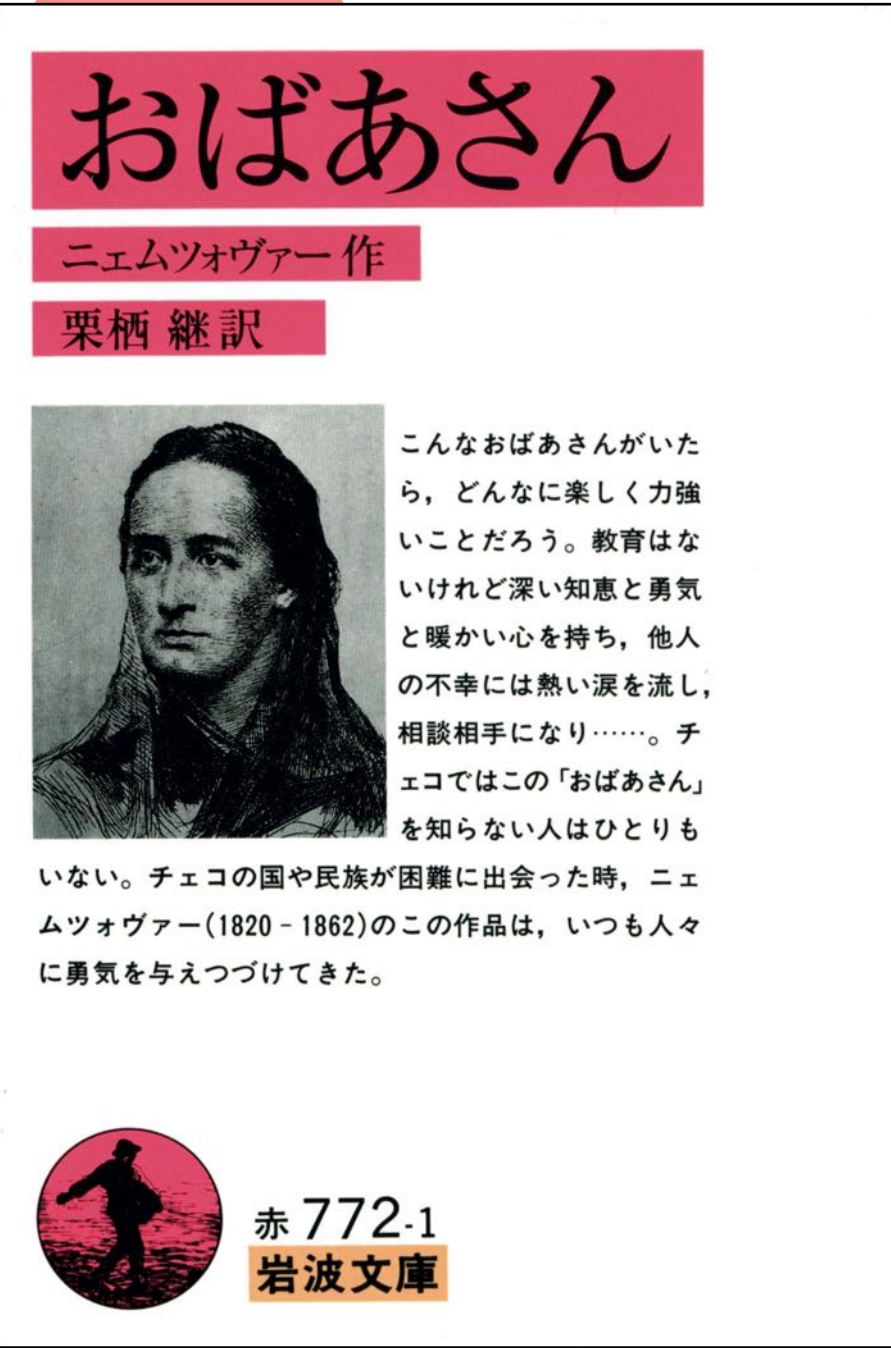 おばあさん
ニェムツォヴァー作
栗栖 継訳
こんなおばあさんがいた
ら，どんなに楽しく力強
いことだろう。教育はな
いけれど深い知恵と勇気
と暖かい心を持ち，他人
の不幸には熱い涙を流し，
相談相手になり……。チ
ェコではこの「おばあさん」
を知らない人はひとりも
いない。チェコの国や民族が困難に出会った時，ニェ
ムツォヴァー(1820‐1862)のこの作品は，いつも人々
に勇気を与えつづけてきた。
赤 772-1
岩波文庫